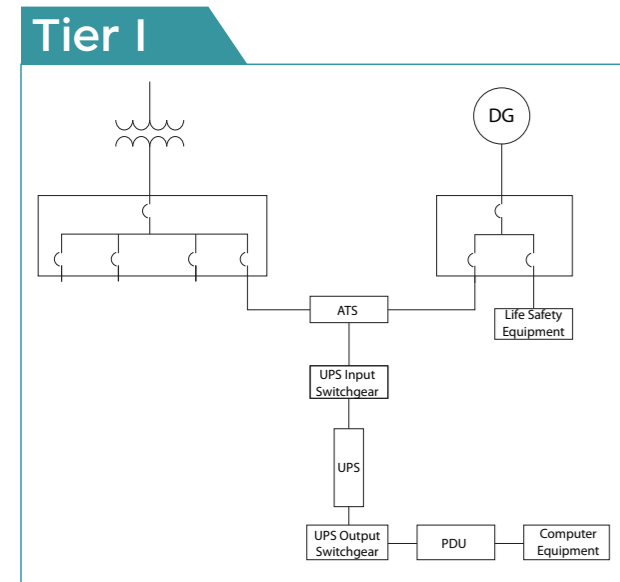 Tier I
DG
ATS
Life Safety
Equipment
UPS Input
Switchgear
UPS
UPS Output
Switchgear
PDU
Computer
Equipment